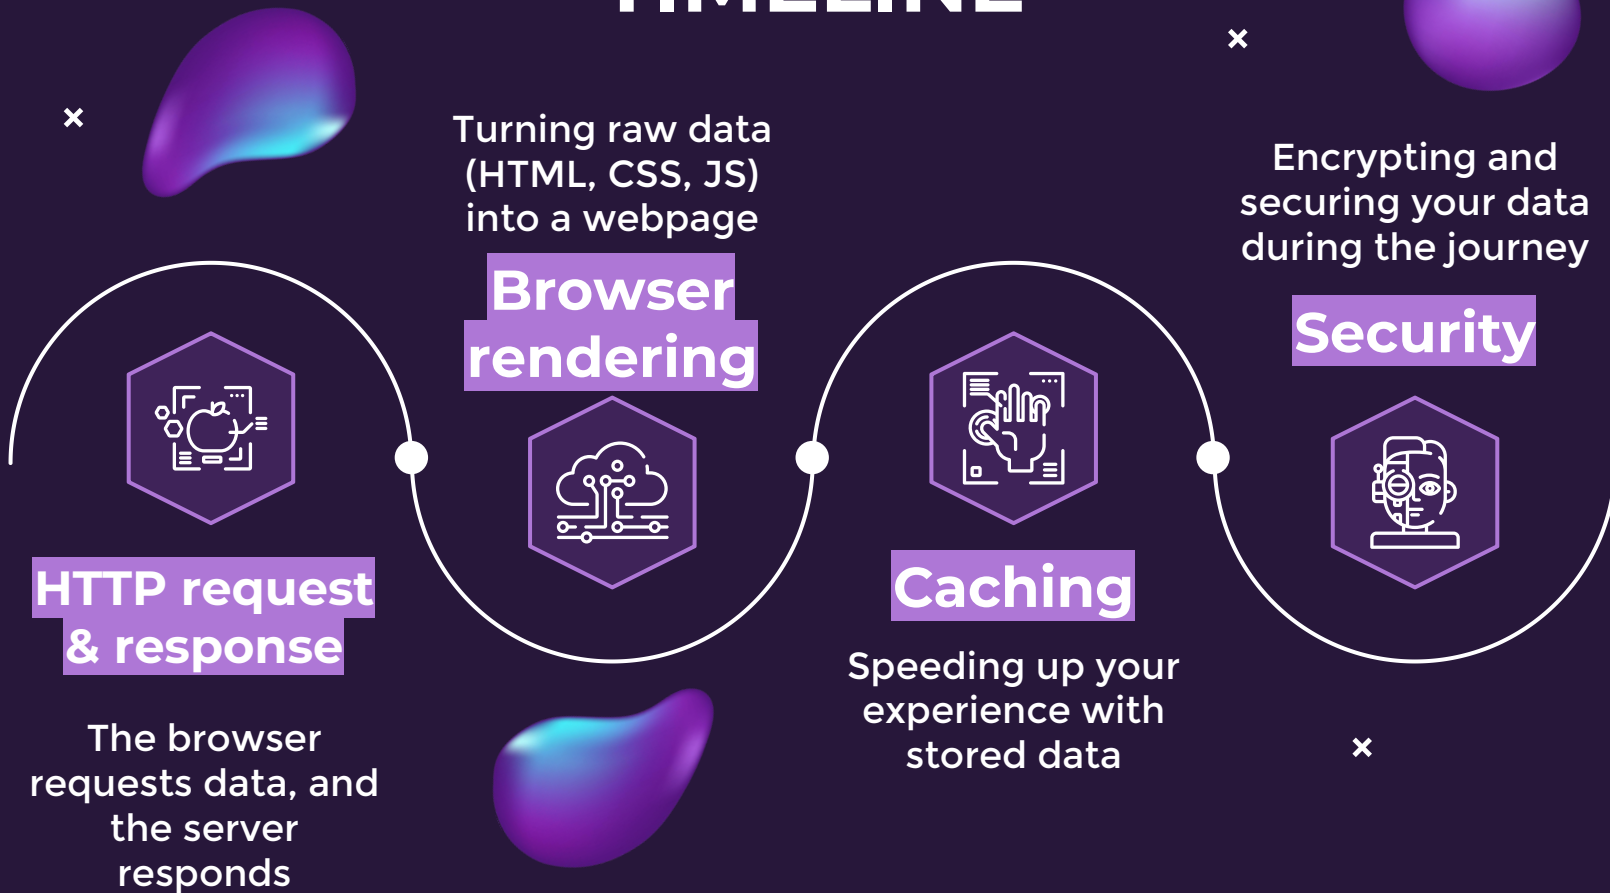 TIMELINE
HTTP request
& response
The browser
requests data, and
the server
responds
Turning raw data
(HTML, CSS, JS)
into a webpage
Browser
rendering
Caching
Speeding up your
experience with
stored data
Encrypting and
securing your data
during the journey
Security